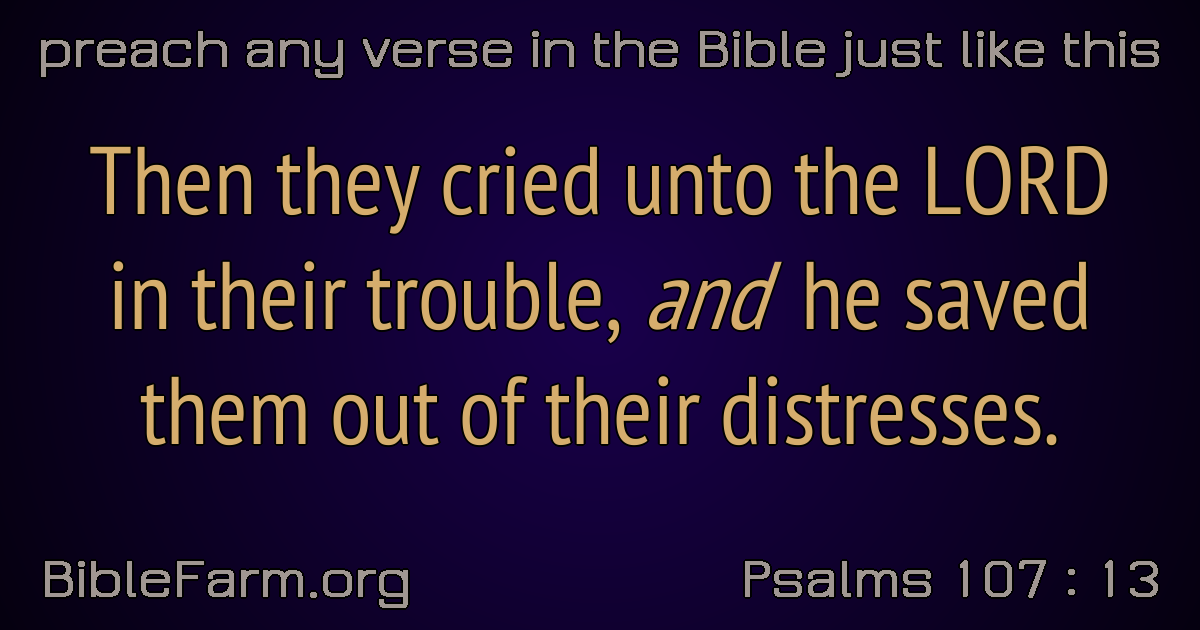 preach any verse in the Bible just like this
Then they cried unto the LORD
in their trouble, and he saved
them out of their distresses.
BibleFarm.org
Psalms 107 : 13